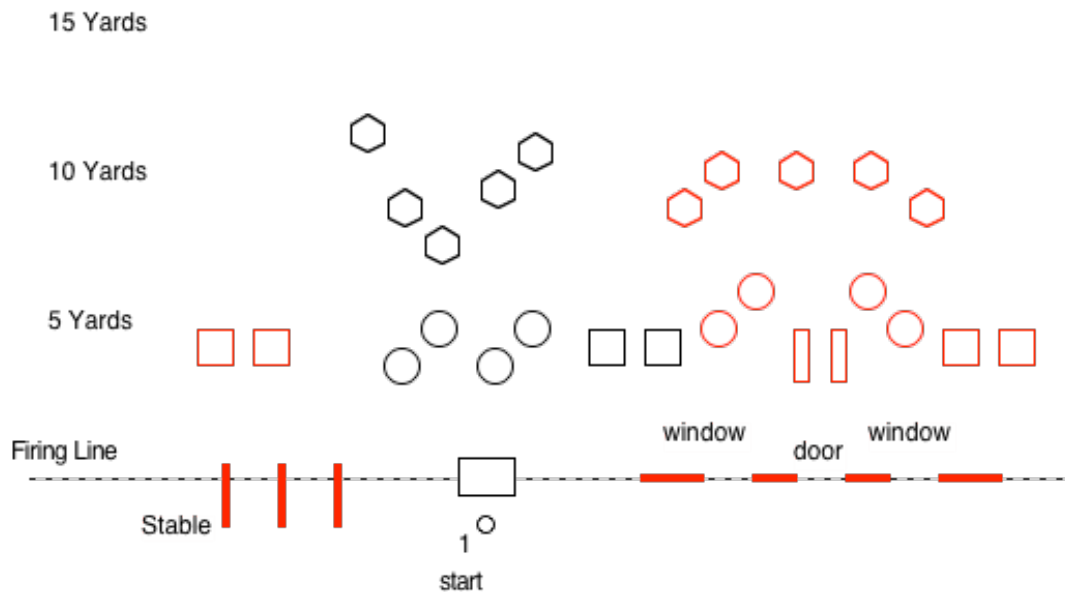 15 Yards
10 Yards
5 Yards
window
window
door
Firing Line
Stable
1
start